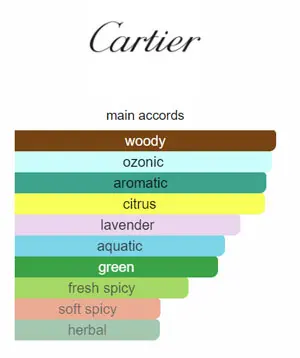 Cartier
main accords
woody
ozonic
aromatic
citrus
lavender
aquatic
green
fresh spicy
soft spicy
herbal